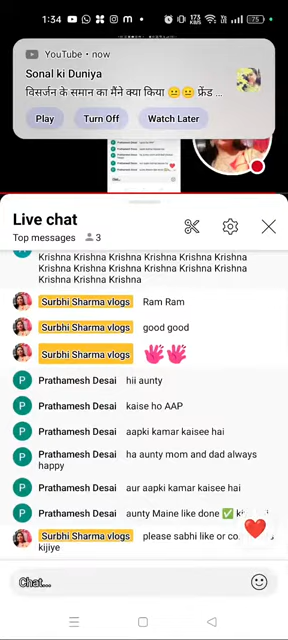 1:34
173 KB/S
75
YouTube • now
Sonal ki Duniya
विसर्जन के समान का मैंने क्या किया 😐😐 फ्रेंड ...
Play Turn Off Watch Later
Live chat
Top messages 3
Krishna Krishna Krishna Krishna Krishna Krishna
Krishna Krishna Krishna Krishna Krishna Krishna
Krishna Krishna Krishna
Surbhi Sharma vlogs Ram Ram
Surbhi Sharma vlogs good good
Surbhi Sharma vlogs
P Prathamesh Desai hii aunty
P Prathamesh Desai kaise ho AAP
P Prathamesh Desai aapki kamar kaisee hai
P Prathamesh Desai ha aunty mom and dad always
happy
P Prathamesh Desai aur aapki kamar kaisee hai
P Prathamesh Desai aunty Maine like done ✅
Surbhi Sharma vlogs please sabhi like or
kijiye
Chat...